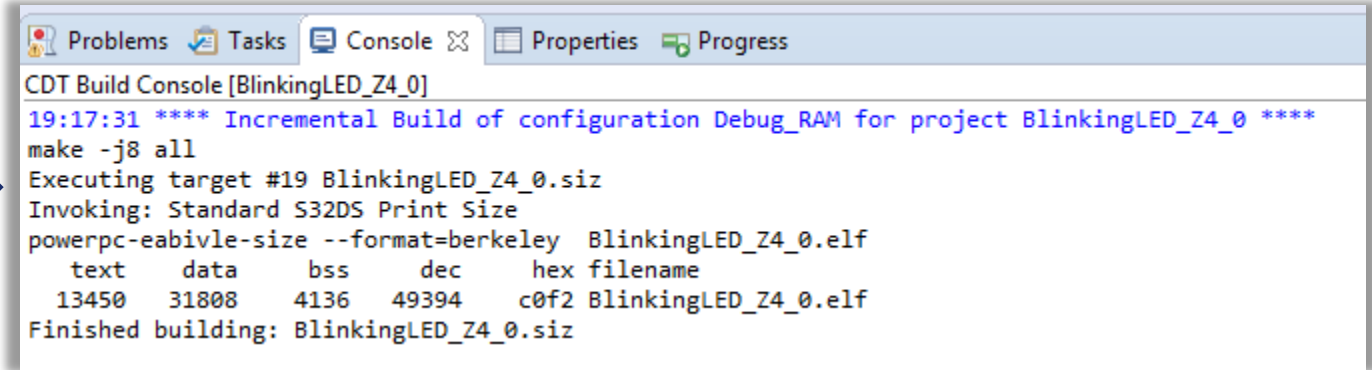 Problems Tasks Console Properties Progress
CDT Build Console [BlinkingLED_Z4_0]
19:17:31 **** Incremental Build of configuration Debug_RAM for project BlinkingLED_Z4_0 ****
make -j8 all
Executing target #19 BlinkingLED_Z4_0.siz
Invoking: Standard S32DS Print Size
powerpc-eabivle-size --format=berkeley  BlinkingLED_Z4_0.elf
   text    data     bss     dec     hex filename
  13450   31808    4136   49394    c0f2 BlinkingLED_Z4_0.elf
Finished building: BlinkingLED_Z4_0.siz